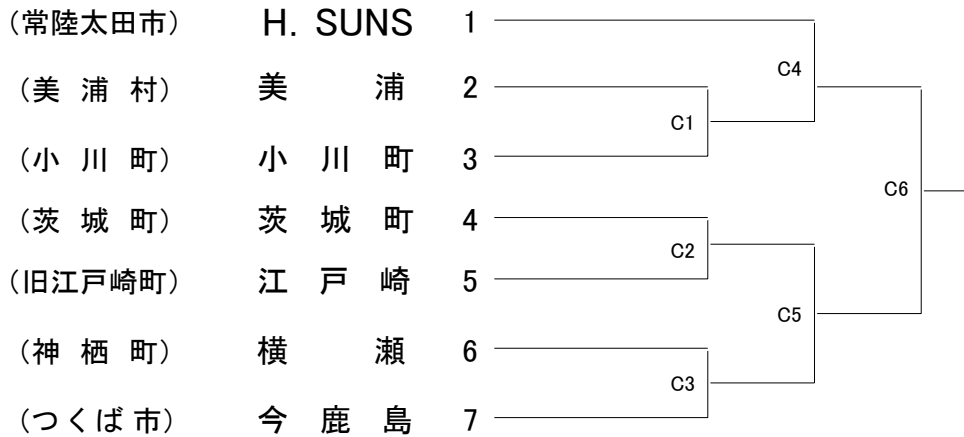 （常陸太田市） H. SUNS 1
（美 浦 村） 美 浦 2
（小 川 町） 小 川 町 3
（茨 城 町） 茨 城 町 4
（旧江戸崎町） 江 戸 崎 5
（神 栖 町） 横 瀬 6
（つくば市） 今 鹿 島 7
C4
C1
C6
C2
C5
C3